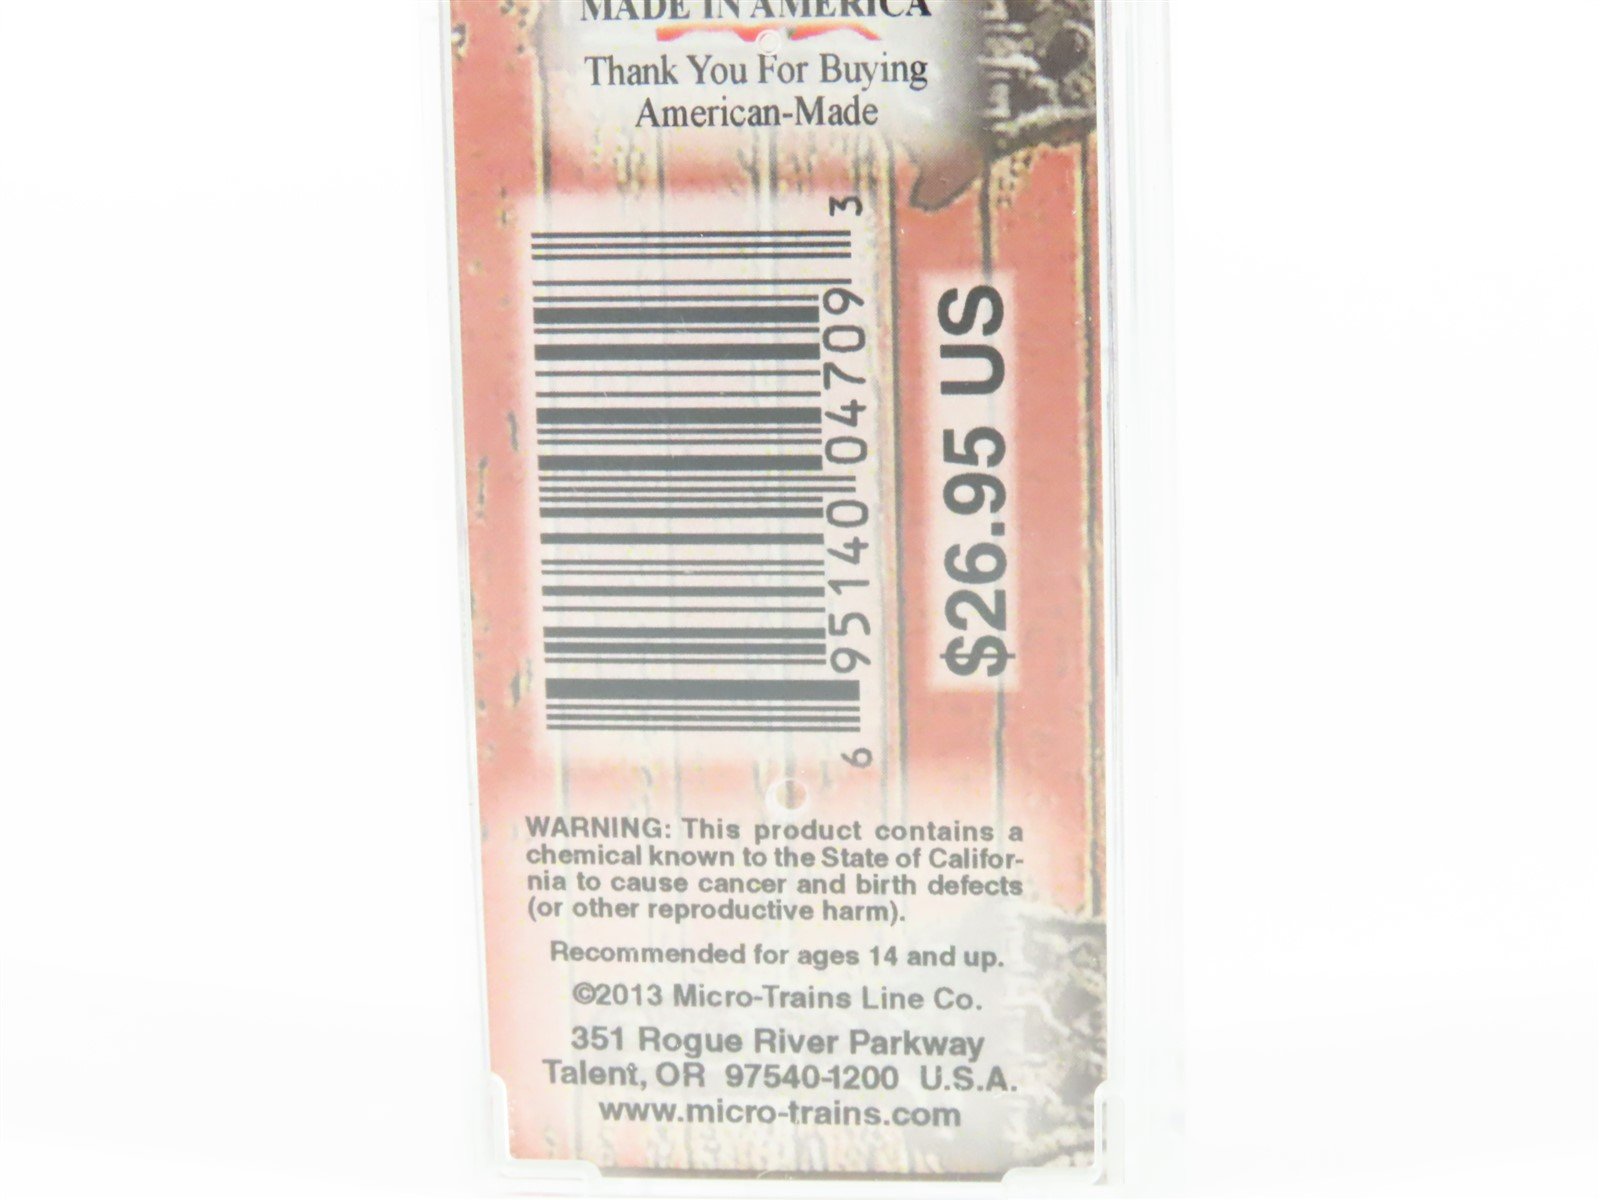 MADE IN AMERICA
Thank You For Buying
American-Made
6 95140 04709 3
$26.95 US
WARNING: This product contains a
chemical known to the State of Califor-
nia to cause cancer and birth defects
(or other reproductive harm).
Recommended for ages 14 and up.
©2013 Micro-Trains Line Co.
351 Rogue River Parkway
Talent, OR 97540-1200 U.S.A.
www.micro-trains.com